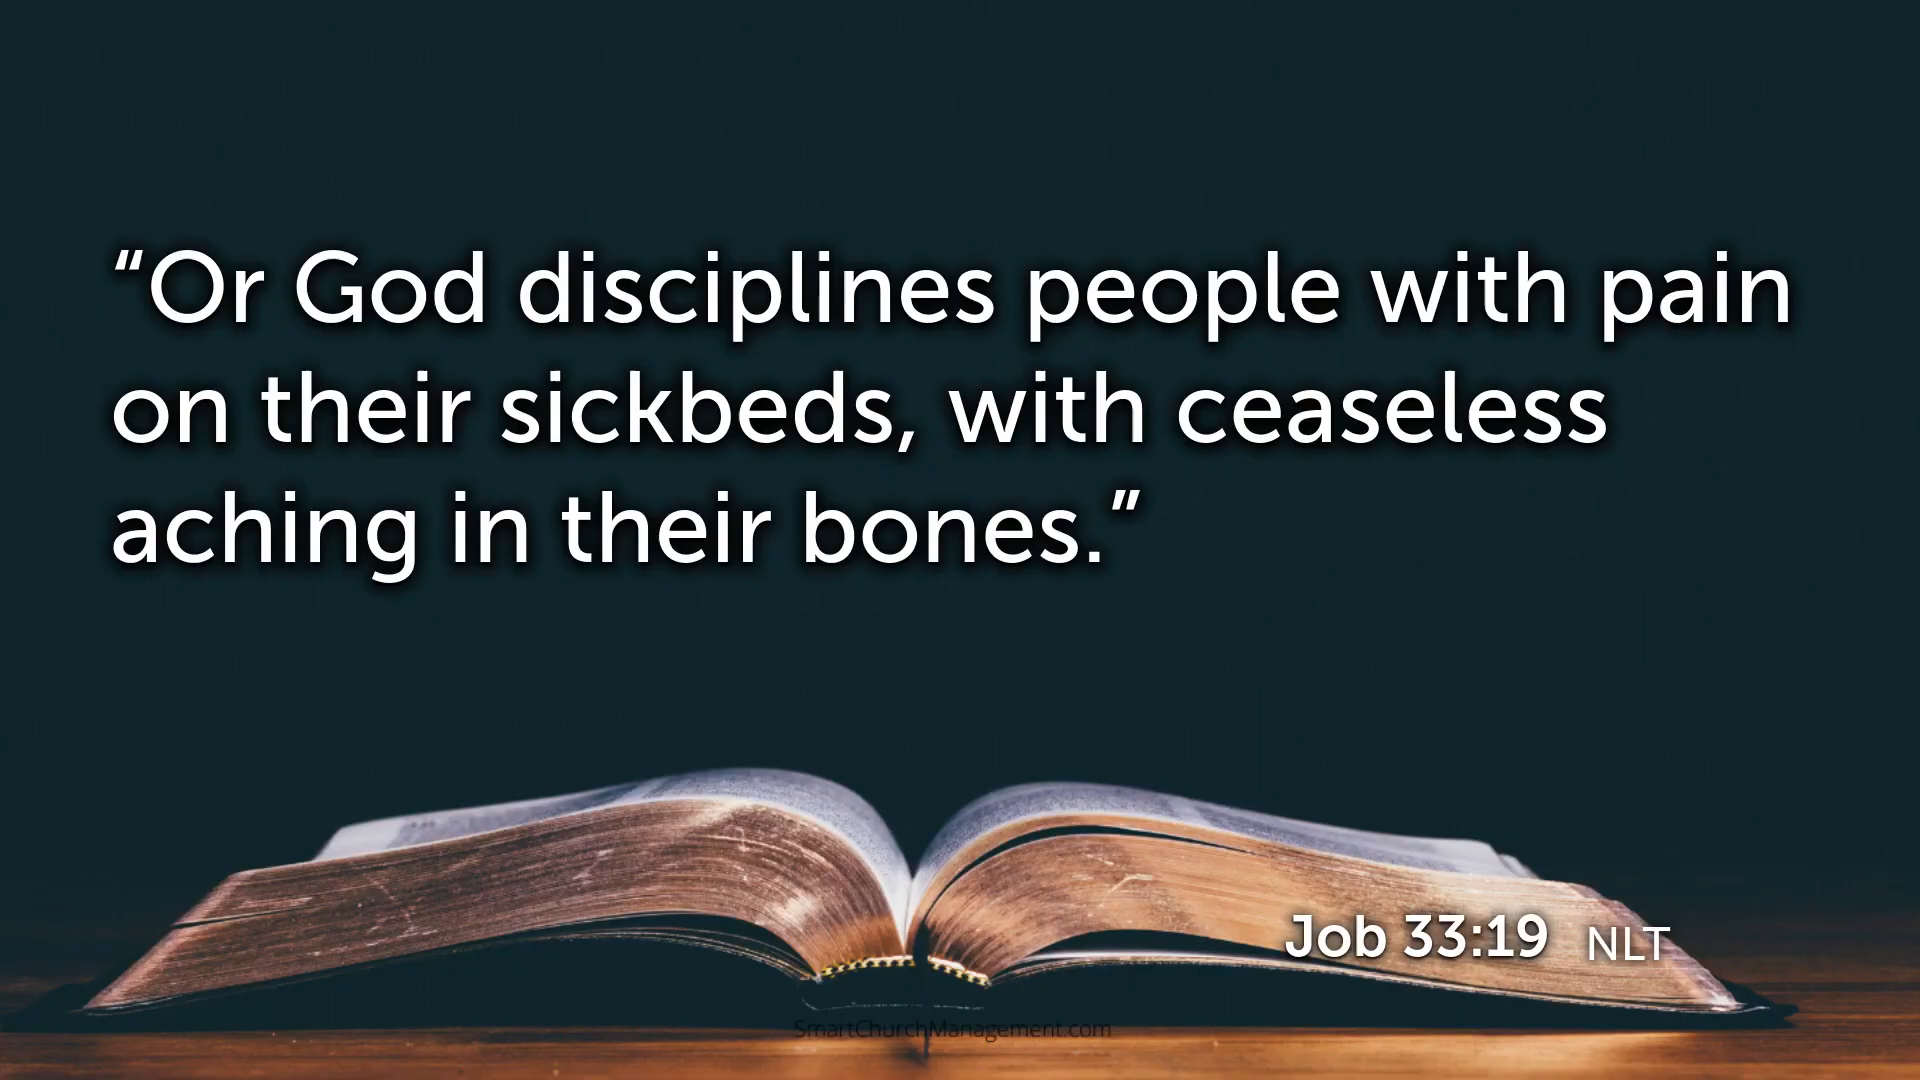 “Or God disciplines people with pain
on their sickbeds, with ceaseless
aching in their bones.”
Job 33:19 NLT
SmartChurchManagement.com